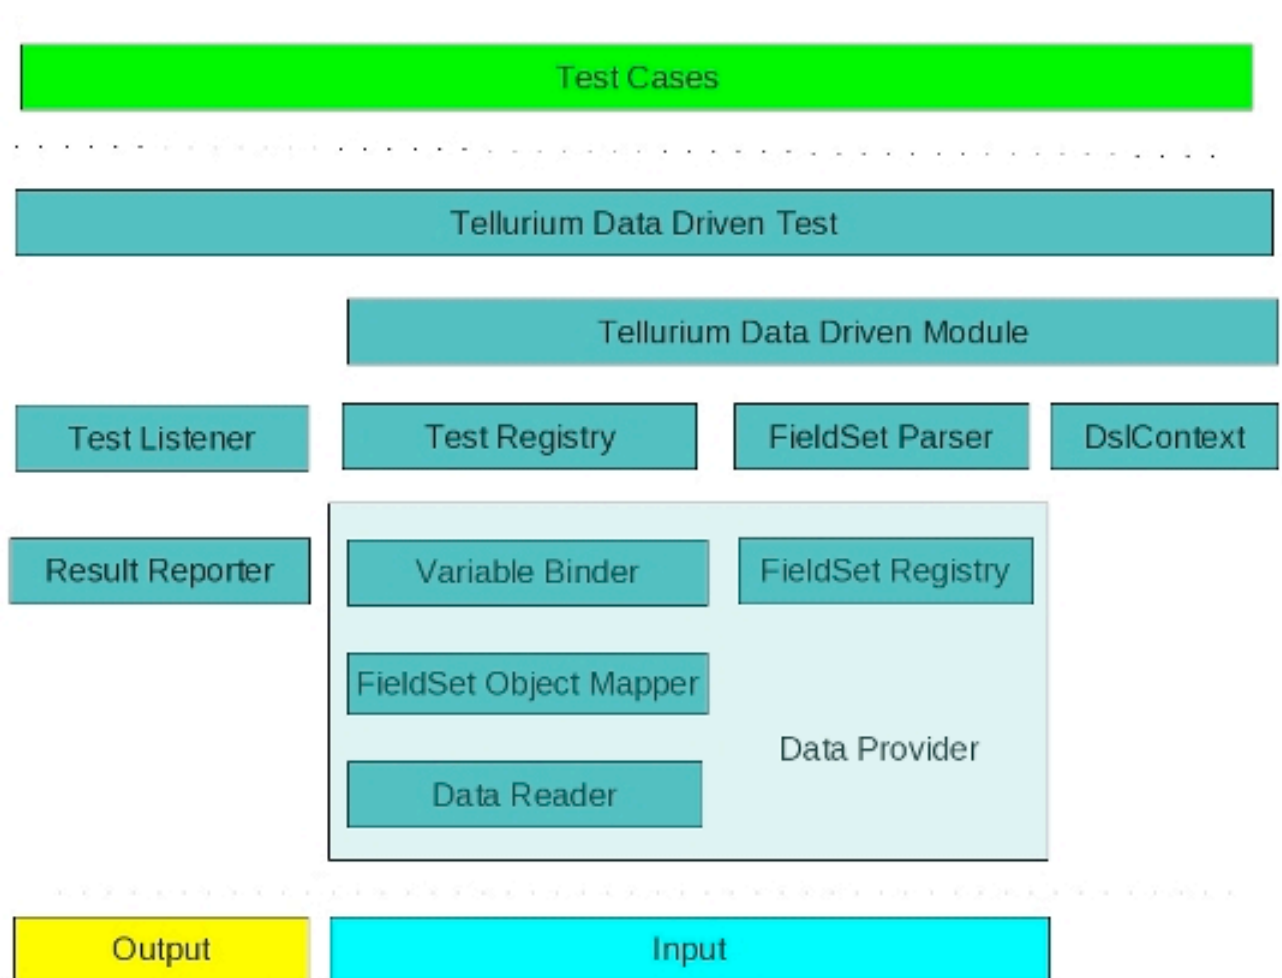 Test Cases
Tellurium Data Driven Test
Tellurium Data Driven Module
Test Listener
Test Registry
FieldSet Parser
DslContext
Result Reporter
Variable Binder
FieldSet Registry
FieldSet Object Mapper
Data Provider
Data Reader
Output
Input